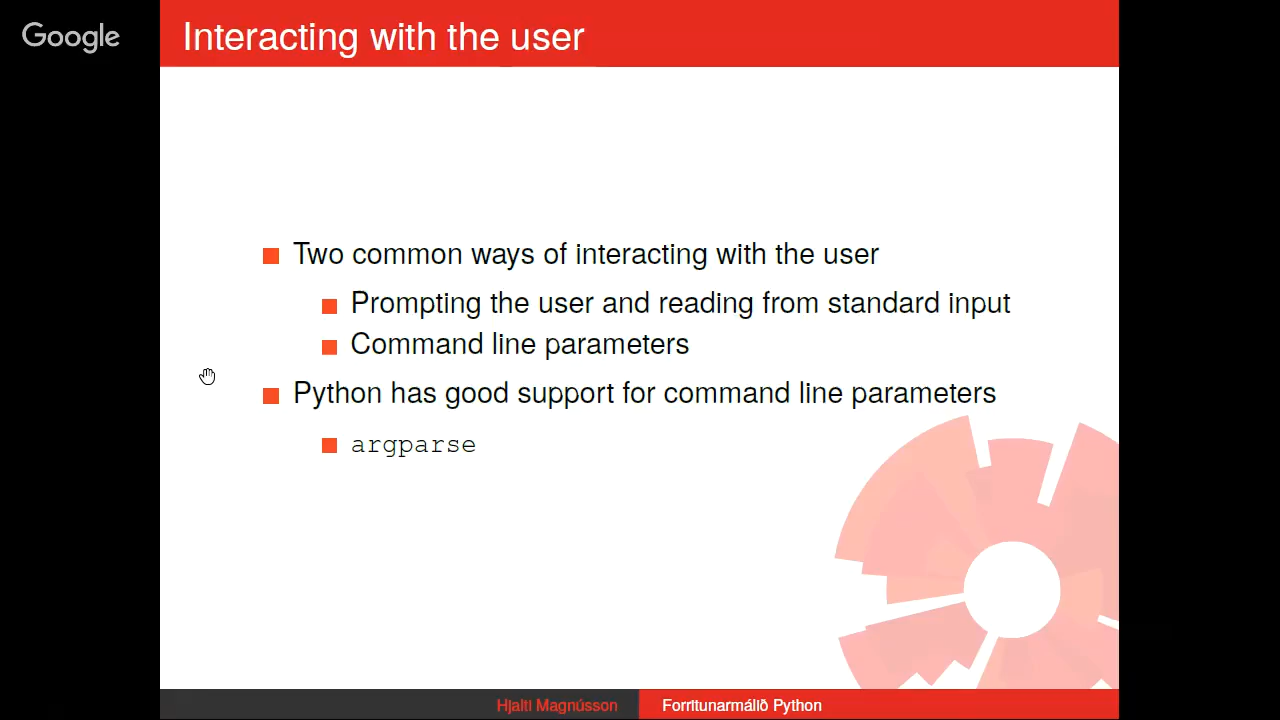 Google
Interacting with the user
Two common ways of interacting with the user
Prompting the user and reading from standard input
Command line parameters
Python has good support for command line parameters
argparse
Hjalti Magnússon
Forritunarmálið Python